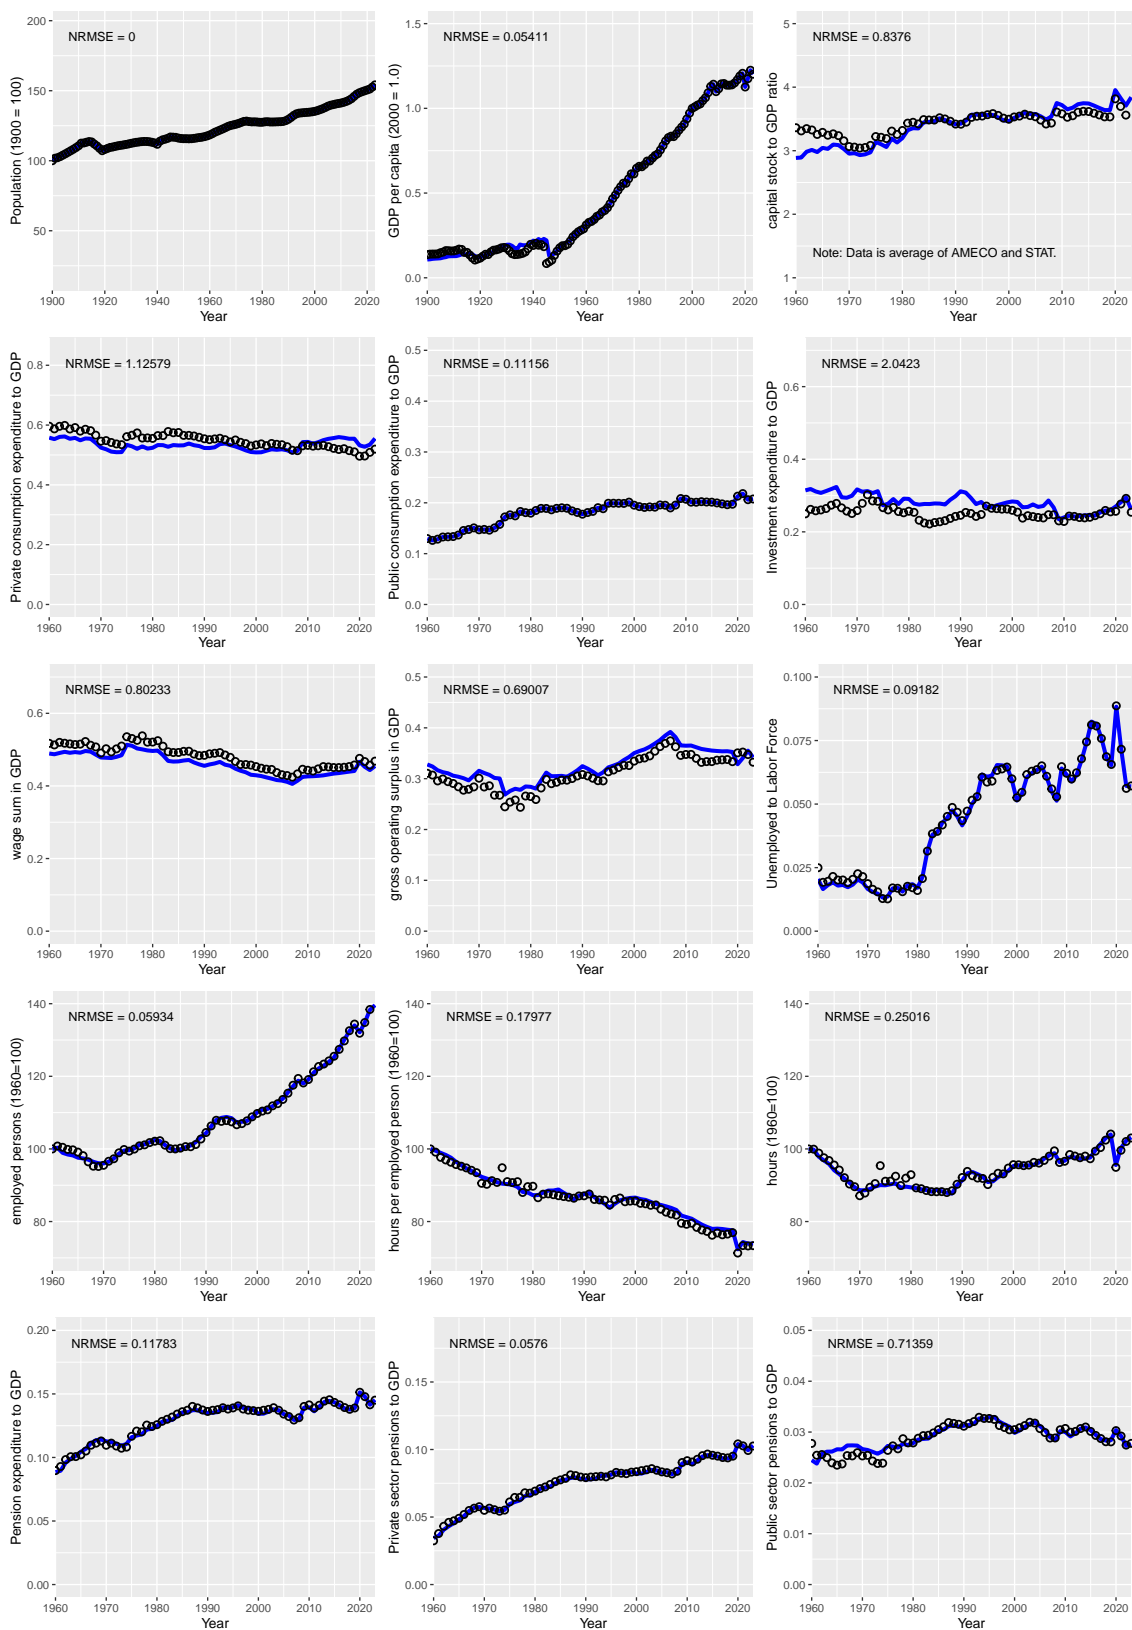 200
150
100
50
Population (1900 = 100)
NRMSE = 0
1900 1920 1940 1960 1980 2000 2020
Year
1.5
1.0
0.5
0.0
GDP per capita (2000 = 1.0)
NRMSE = 0.05411
1900 1920 1940 1960 1980 2000 2020
Year
5
4
3
2
1
capital stock to GDP ratio
NRMSE = 0.8376
Note: Data is average of AMECO and STAT.
1960 1970 1980 1990 2000 2010 2020
Year
0.8
0.6
0.4
0.2
0.0
Private consumption expenditure to GDP
NRMSE = 1.12579
1960 1970 1980 1990 2000 2010 2020
Year
0.5
0.4
0.3
0.2
0.1
0.0
Public consumption expenditure to GDP
NRMSE = 0.11156
1960 1970 1980 1990 2000 2010 2020
Year
0.6
0.4
0.2
0.0
Investment expenditure to GDP
NRMSE = 2.0423
1960 1970 1980 1990 2000 2010 2020
Year
0.6
0.4
0.2
0.0
wage sum in GDP
NRMSE = 0.80233
1960 1970 1980 1990 2000 2010 2020
Year
0.5
0.4
0.3
0.2
0.1
0.0
gross operating surplus in GDP
NRMSE = 0.69007
1960 1970 1980 1990 2000 2010 2020
Year
0.100
0.075
0.050
0.025
0.000
Unemployed to Labor Force
NRMSE = 0.09182
1960 1970 1980 1990 2000 2010 2020
Year
140
120
100
80
employed persons (1960=100)
NRMSE = 0.05934
1960 1970 1980 1990 2000 2010 2020
Year
140
120
100
80
hours per employed person (1960=100)
NRMSE = 0.17977
1960 1970 1980 1990 2000 2010 2020
Year
140
120
100
80
hours (1960=100)
NRMSE = 0.25016
1960 1970 1980 1990 2000 2010 2020
Year
0.20
0.15
0.10
0.05
0.00
Pension expenditure to GDP
NRMSE = 0.11783
1960 1970 1980 1990 2000 2010 2020
Year
0.15
0.10
0.05
0.00
Private sector pensions to GDP
NRMSE = 0.0576
1960 1970 1980 1990 2000 2010 2020
Year
0.05
0.04
0.03
0.02
0.01
0.00
Public sector pensions to GDP
NRMSE = 0.71359
1960 1970 1980 1990 2000 2010 2020
Year